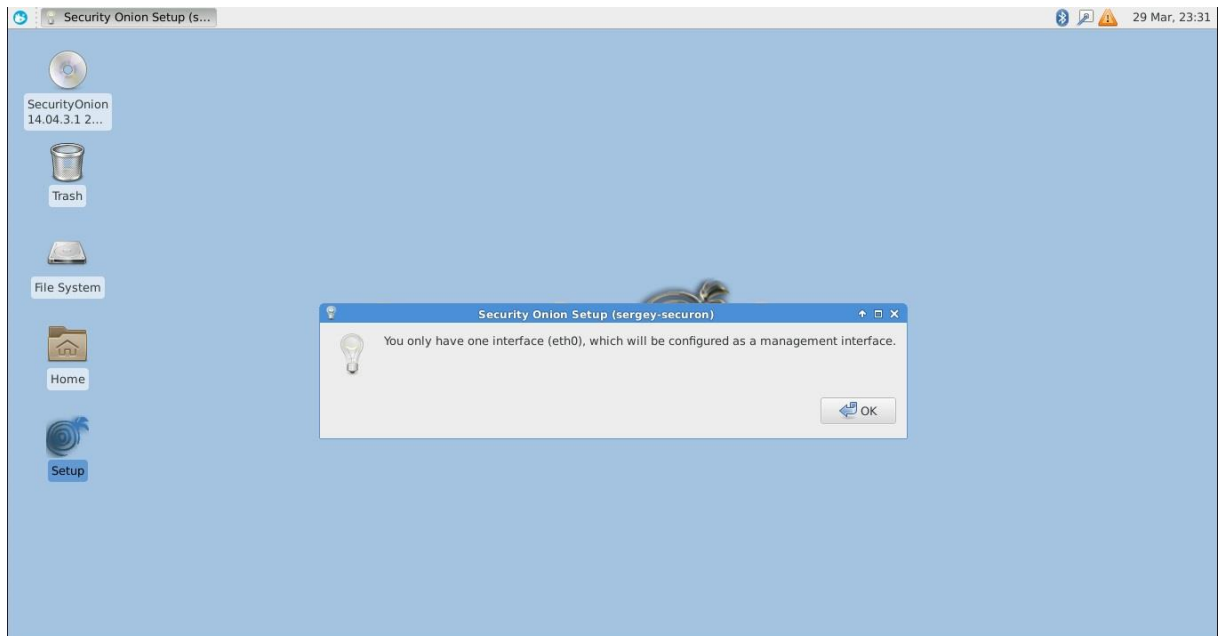 Security Onion Setup (s...
29 Mar, 23:31
SecurityOnion
14.04.3.1 2...
Trash
File System
Home
Setup
Security Onion Setup (sergey-securon)
You only have one interface (eth0), which will be configured as a management interface.
OK